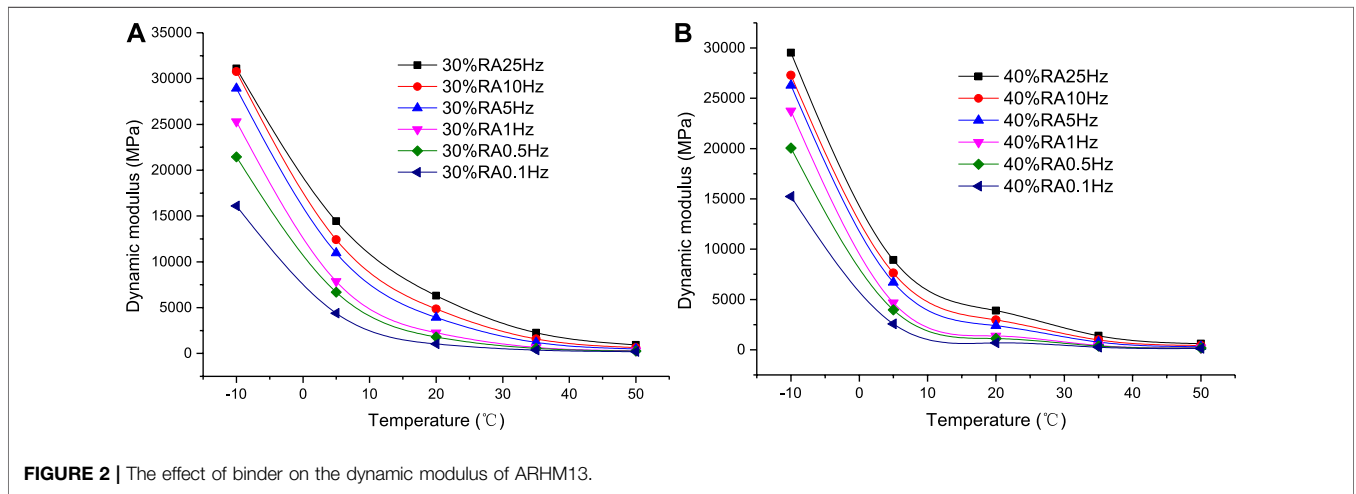 A
35000
30000
25000
20000
15000
10000
5000
0
Dynamic modulus (MPa)
30%RA25Hz
30%RA10Hz
30%RA5Hz
30%RA1Hz
30%RA0.5Hz
30%RA0.1Hz
-10 0 10 20 30 40 50
Temperature (℃)
B
30000
25000
20000
15000
10000
5000
0
Dynamic modulus (MPa)
40%RA25Hz
40%RA10Hz
40%RA5Hz
40%RA1Hz
40%RA0.5Hz
40%RA0.1Hz
-10 0 10 20 30 40 50
Temperature (℃)
FIGURE 2 | The effect of binder on the dynamic modulus of ARHM13.